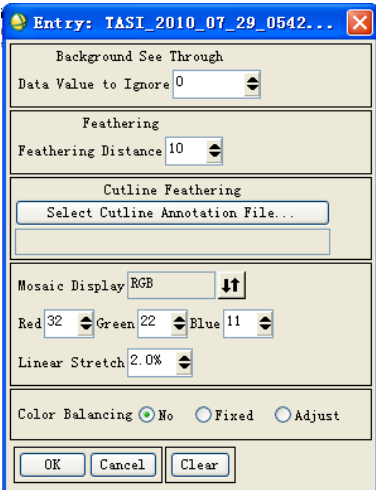 Entry: TASI_2010_07_29_0542...
Background See Through
Data Value to Ignore 0
Feathering
Feathering Distance 10
Cutline Feathering
Select Cutline Annotation File...
Mosaic Display RGB
Red 32 Green 22 Blue 11
Linear Stretch 2.0%
Color Balancing No Fixed Adjust
OK Cancel Clear